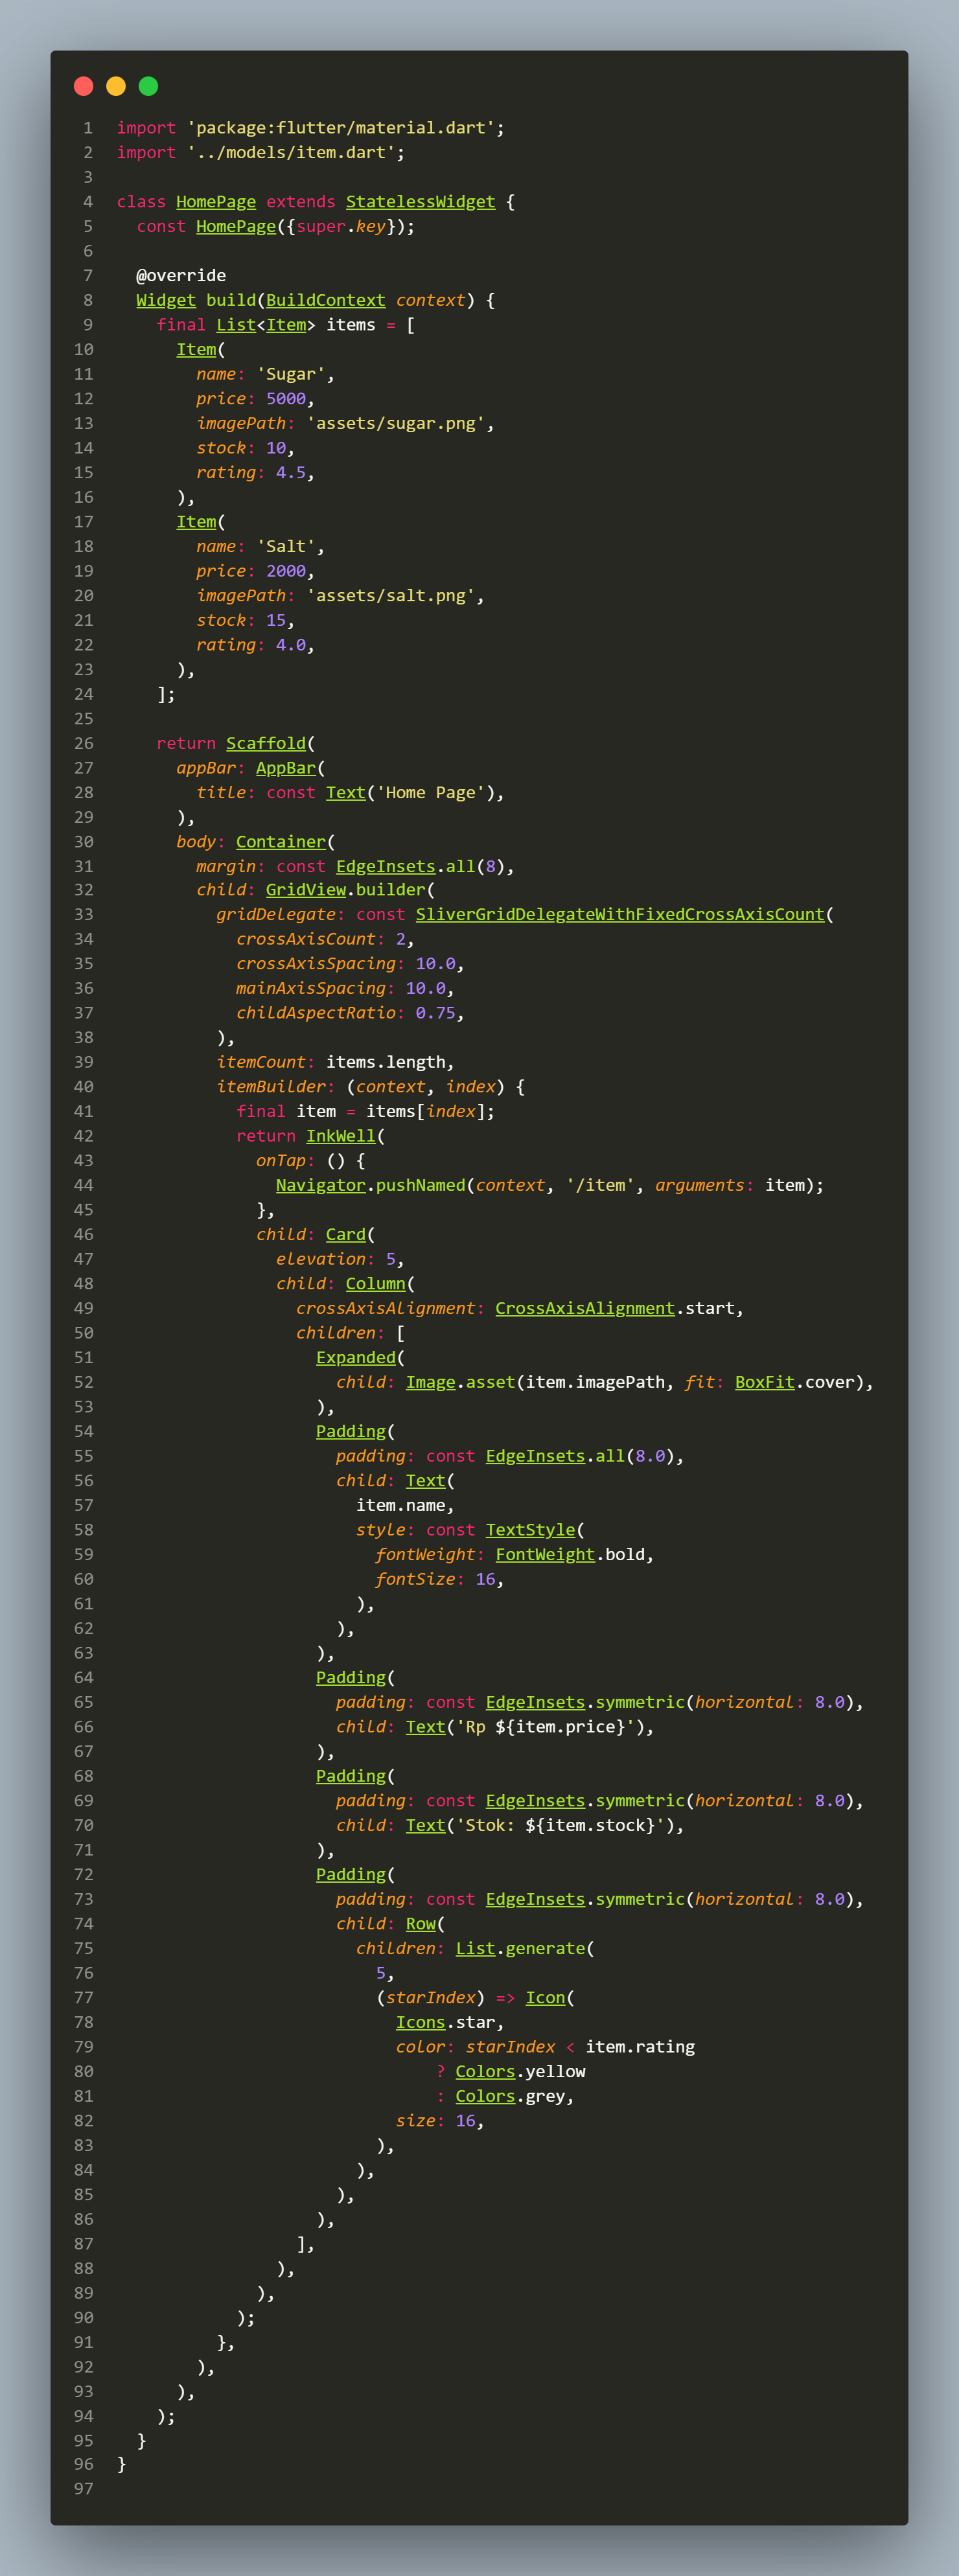 1 import 'package:flutter/material.dart';
2 import '../models/item.dart';
3
4 class HomePage extends StatelessWidget {
5   const HomePage({super.key});
6
7   @override
8   Widget build(BuildContext context) {
9     final List<Item> items = [
10       Item(
11         name: 'Sugar',
12         price: 5000,
13         imagePath: 'assets/sugar.png',
14         stock: 10,
15         rating: 4.5,
16       ),
17       Item(
18         name: 'Salt',
19         price: 2000,
20         imagePath: 'assets/salt.png',
21         stock: 15,
22         rating: 4.0,
23       ),
24     ];
25
26     return Scaffold(
27       appBar: AppBar(
28         title: const Text('Home Page'),
29       ),
30       body: Container(
31         margin: const EdgeInsets.all(8),
32         child: GridView.builder(
33           gridDelegate: const SliverGridDelegateWithFixedCrossAxisCount(
34             crossAxisCount: 2,
35             crossAxisSpacing: 10.0,
36             mainAxisSpacing: 10.0,
37             childAspectRatio: 0.75,
38           ),
39           itemCount: items.length,
40           itemBuilder: (context, index) {
41             final item = items[index];
42             return InkWell(
43               onTap: () {
44                 Navigator.pushNamed(context, '/item', arguments: item);
45               },
46               child: Card(
47                 elevation: 5,
48                 child: Column(
49                   crossAxisAlignment: CrossAxisAlignment.start,
50                   children: [
51                     Expanded(
52                       child: Image.asset(item.imagePath, fit: BoxFit.cover),
53                     ),
54                     Padding(
55                       padding: const EdgeInsets.all(8.0),
56                       child: Text(
57                         item.name,
58                         style: const TextStyle(
59                           fontWeight: FontWeight.bold,
60                           fontSize: 16,
61                         ),
62                       ),
63                     ),
64                     Padding(
65                       padding: const EdgeInsets.symmetric(horizontal: 8.0),
66                       child: Text('Rp ${item.price}'),
67                     ),
68                     Padding(
69                       padding: const EdgeInsets.symmetric(horizontal: 8.0),
70                       child: Text('Stok: ${item.stock}'),
71                     ),
72                     Padding(
73                       padding: const EdgeInsets.symmetric(horizontal: 8.0),
74                       child: Row(
75                         children: List.generate(
76                           5,
77                           (starIndex) => Icon(
78                             Icons.star,
79                             color: starIndex < item.rating
80                                 ? Colors.yellow
81                                 : Colors.grey,
82                             size: 16,
83                           ),
84                         ),
85                       ),
86                     ),
87                   ],
88                 ),
89               ),
90             );
91           },
92         ),
93       ),
94     );
95   }
96 }
97